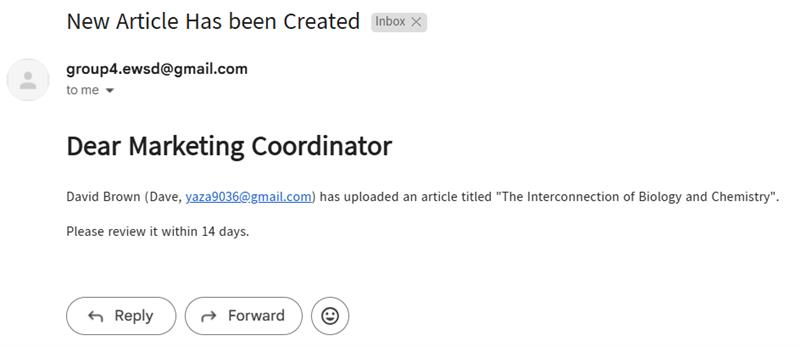 New Article Has been Created Inbox ×
group4.ewsd@gmail.com
to me
Dear Marketing Coordinator
David Brown (Dave, yaza9036@gmail.com) has uploaded an article titled "The Interconnection of Biology and Chemistry".
Please review it within 14 days.
Reply Forward